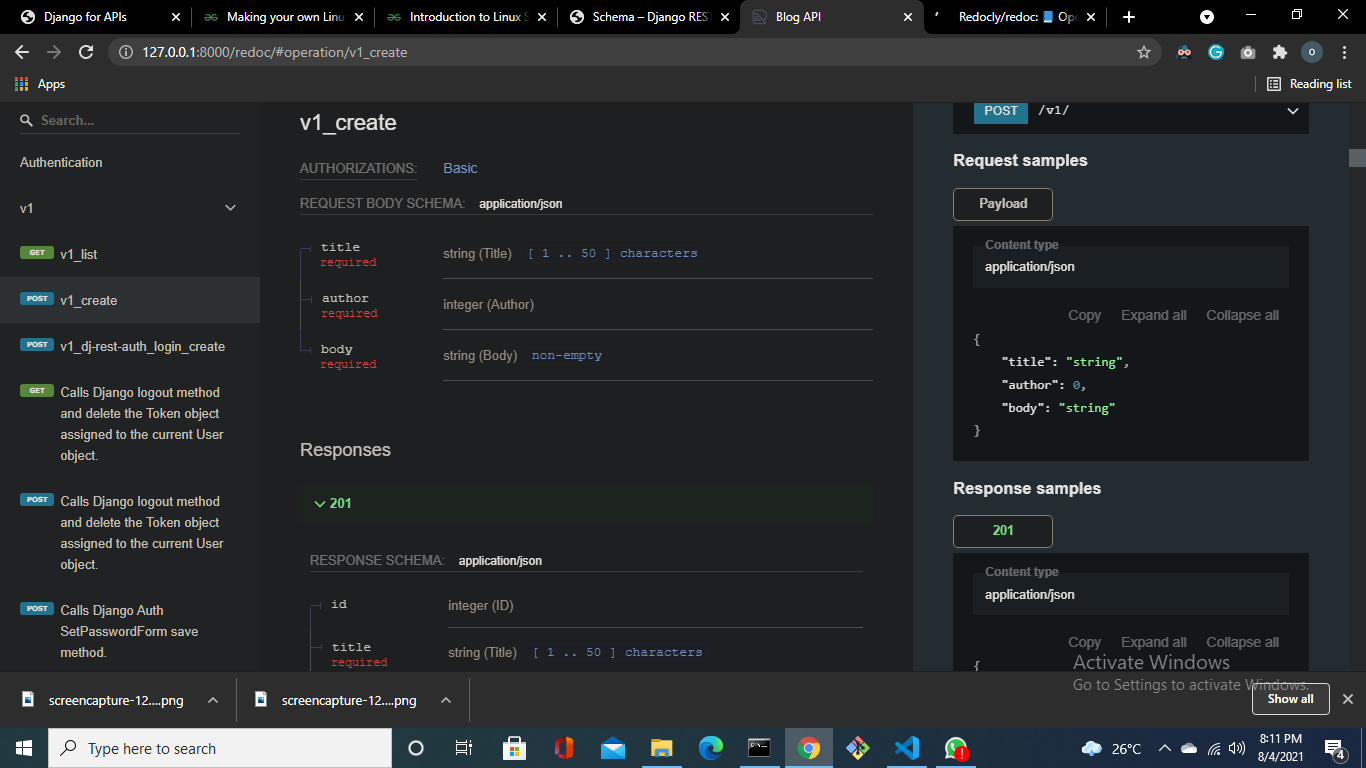 Django for APIs
Making your own Linu
Introduction to Linux S
Schema – Django REST
Blog API
Redocly/redoc: 📘 Ope
127.0.0.1:8000/redoc/#operation/v1_create
Apps
Reading list
Search...
Authentication
v1
GET v1_list
POST v1_create
POST v1_dj-rest-auth_login_create
GET Calls Django logout method
and delete the Token object
assigned to the current User
object.
POST Calls Django logout method
and delete the Token object
assigned to the current User
object.
POST Calls Django Auth
SetPasswordForm save
method.
v1_create
AUTHORIZATIONS: Basic
REQUEST BODY SCHEMA: application/json
title
required
string (Title) [ 1 .. 50 ] characters
author
required
integer (Author)
body
required
string (Body) non-empty
Responses
201
RESPONSE SCHEMA: application/json
id
integer (ID)
title
required
string (Title) [ 1 .. 50 ] characters
POST /v1/
Request samples
Payload
Content type
application/json
Copy Expand all Collapse all
{
"title": "string",
"author": 0,
"body": "string"
}
Response samples
201
Content type
application/json
Copy Expand all Collapse all
{
Activate Windows
Go to Settings to activate Windows.
screencapture-12....png
screencapture-12....png
Show all
Type here to search
26°C
8:11 PM
8/4/2021
4